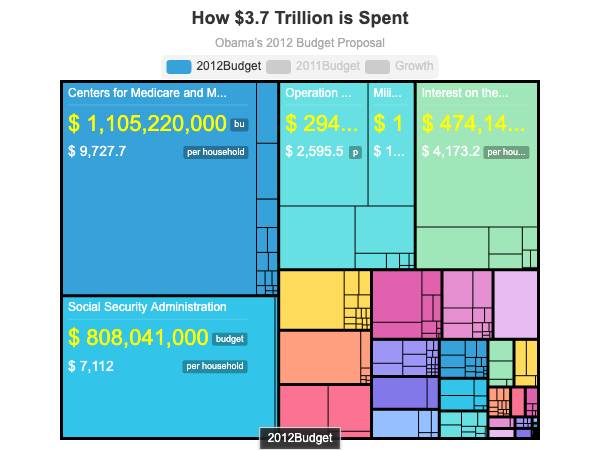 How $3.7 Trillion is Spent
Obama's 2012 Budget Proposal
2012Budget 2011Budget Growth
Centers for Medicare and M...
$ 1,105,220,000 bu
$ 9,727.7 per household
Operation ...
$ 294...
$ 2,595.5 p
Mili...
$ 1
$ 1...
Interest on the...
$ 474,14...
$ 4,173.2 per hou...
Social Security Administration
$ 808,041,000 budget
$ 7,112 per household
2012Budget